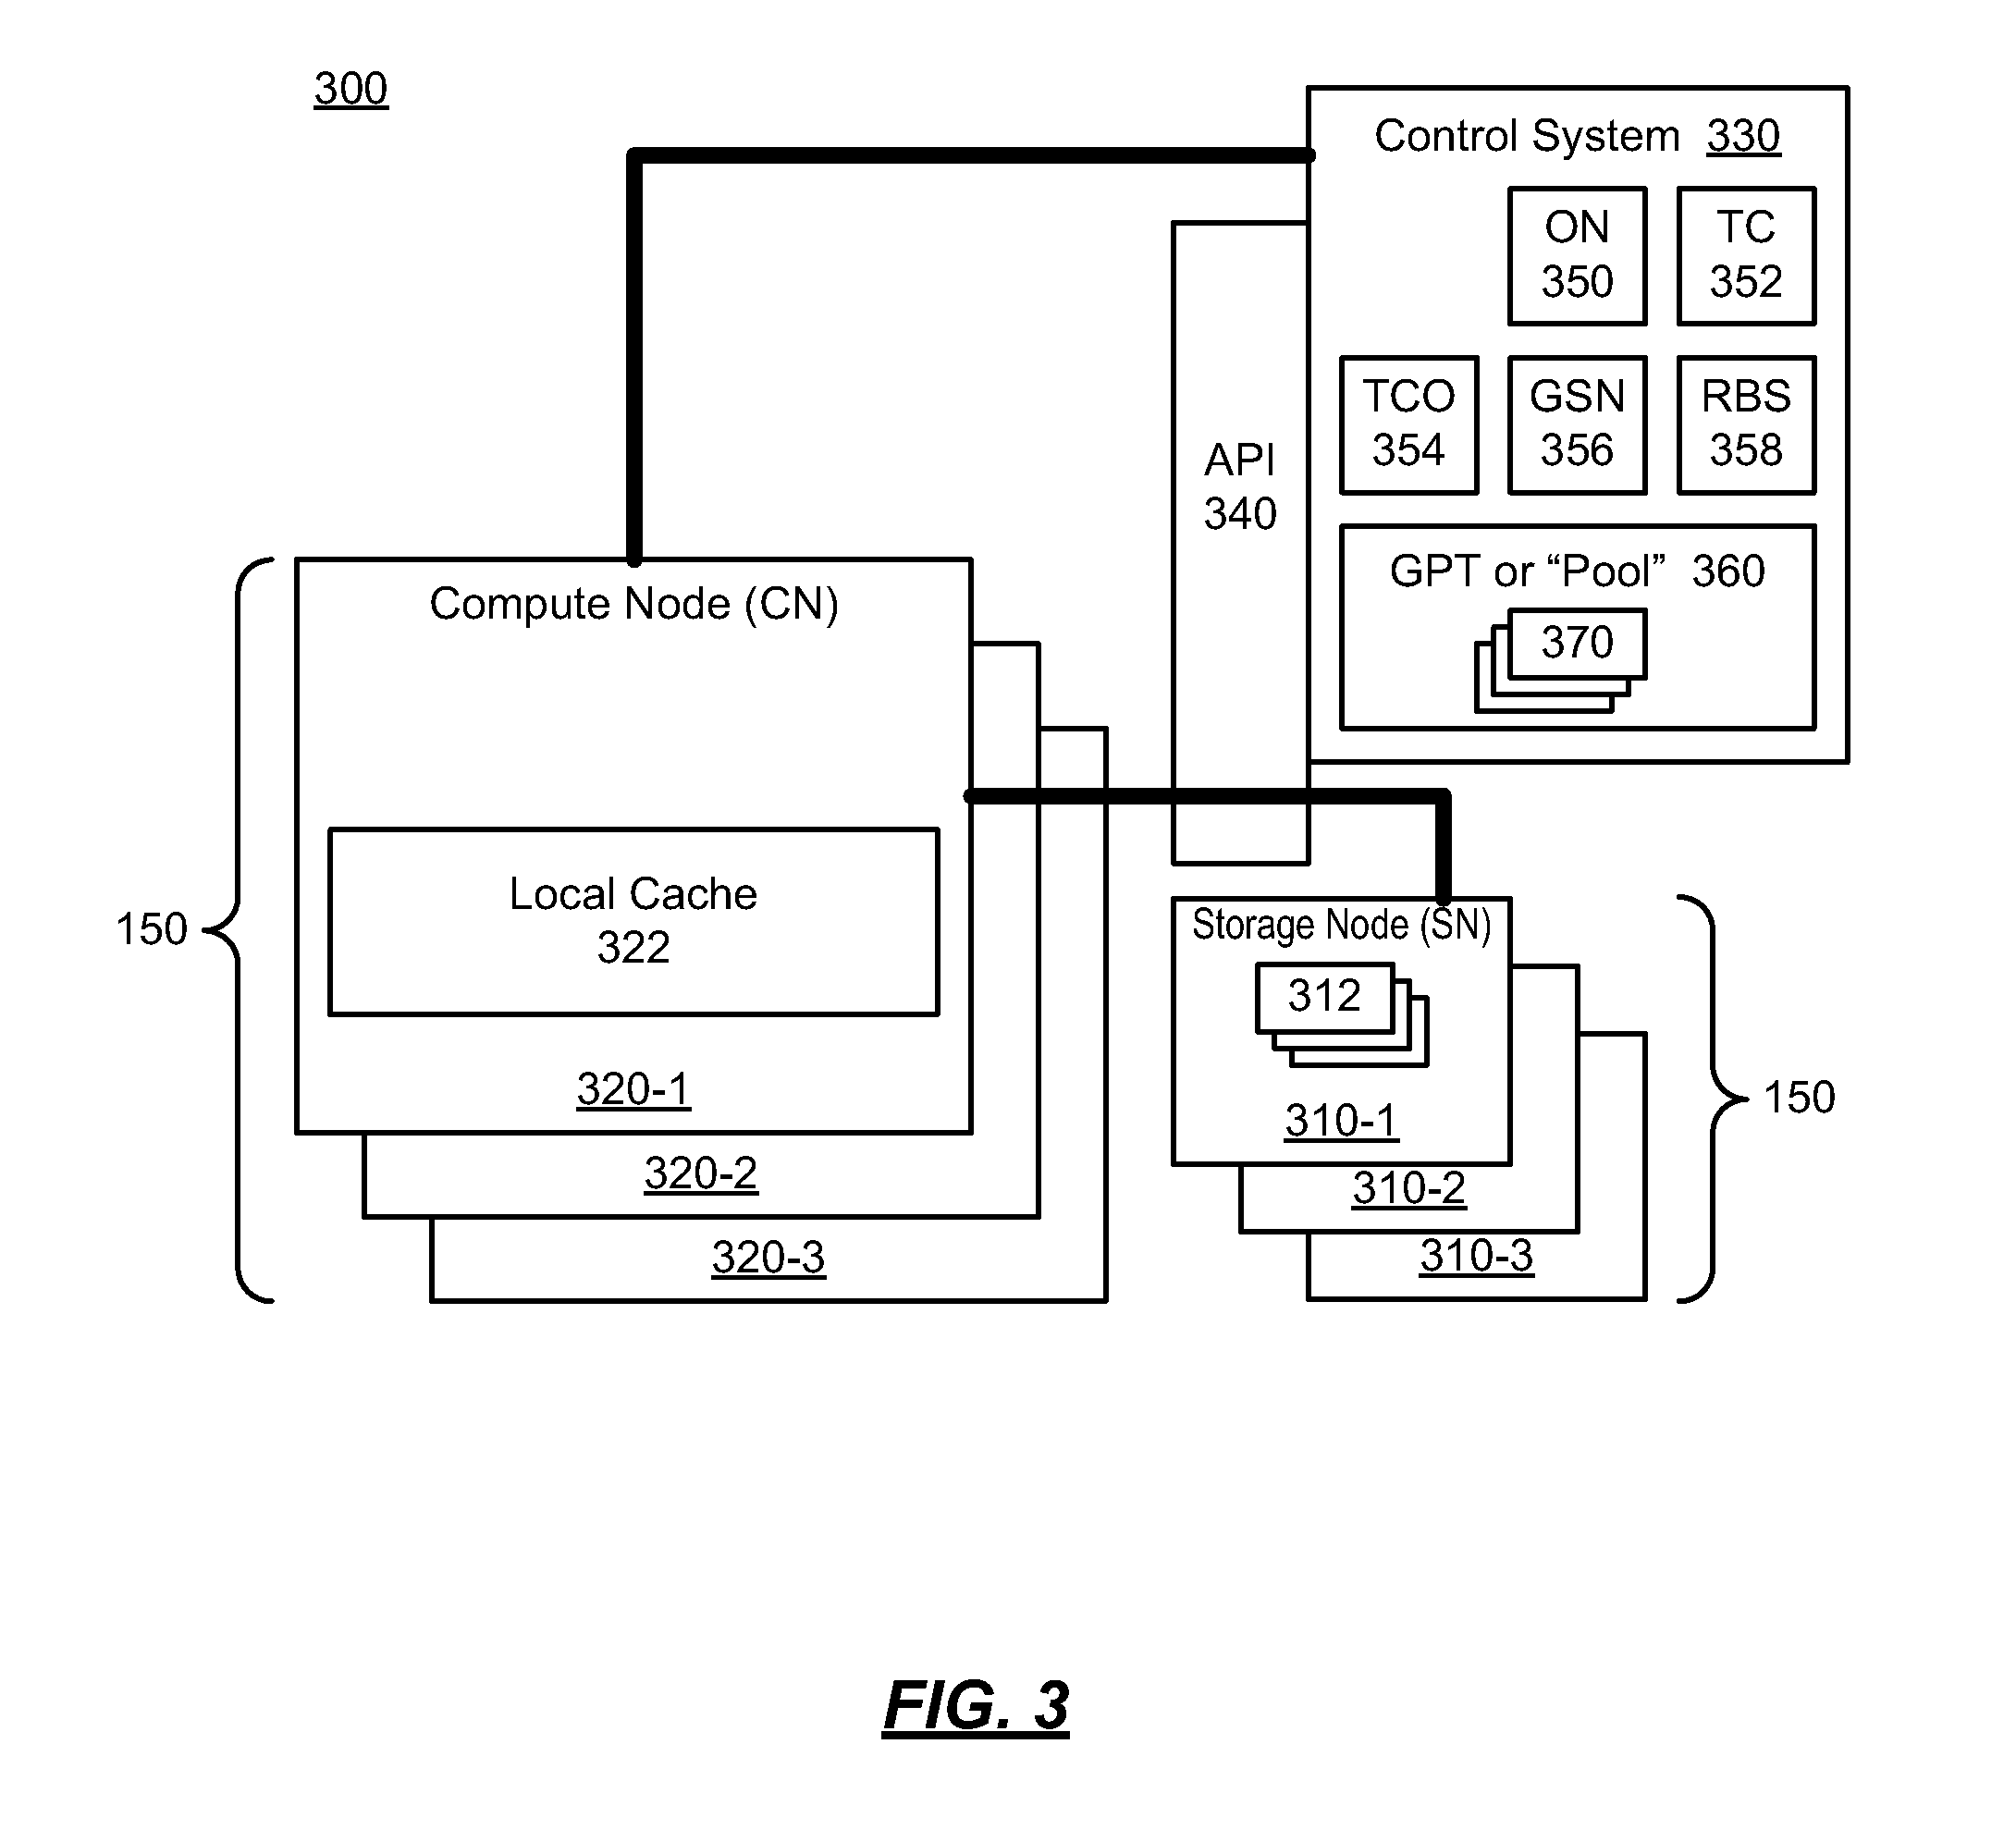 300
Control System 330
ON
350
TC
352
TCO
354
GSN
356
RBS
358
API
340
GPT or “Pool” 360
370
Compute Node (CN)
Local Cache
322
320-1
320-2
320-3
150
Storage Node (SN)
312
310-1
310-2
310-3
150
FIG. 3